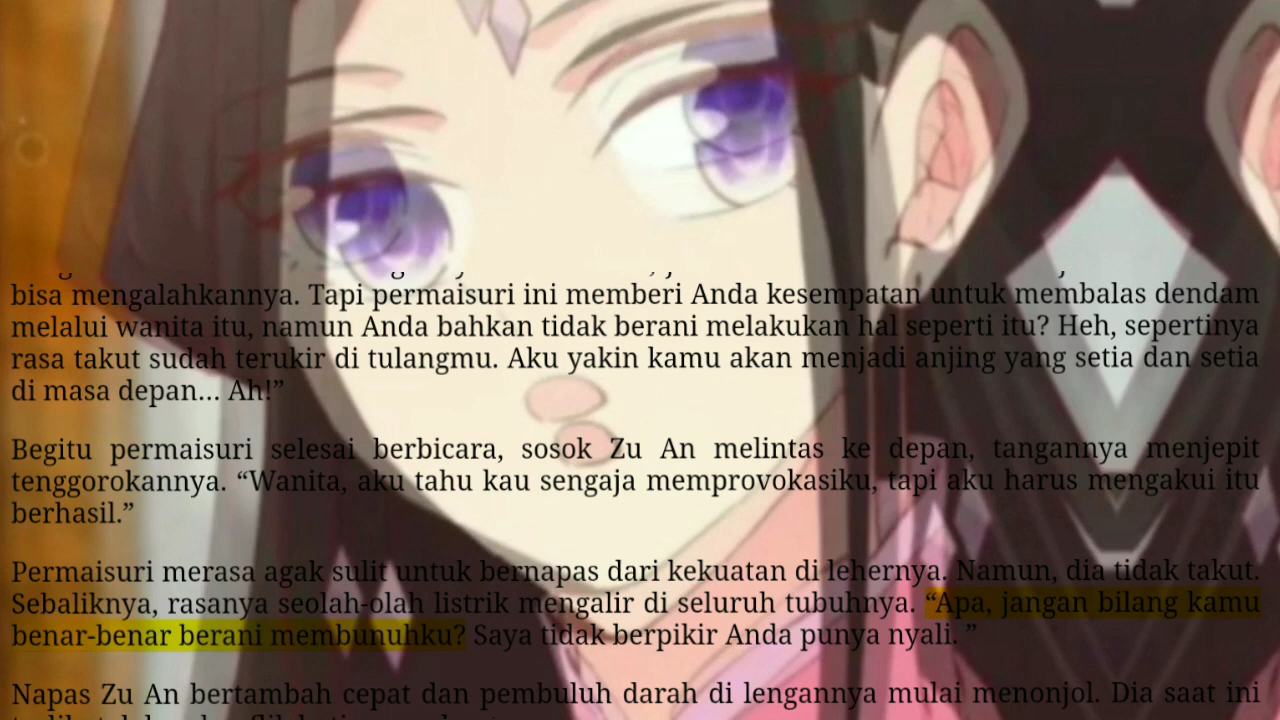 bisa mengalahkannya. Tapi permaisuri ini memberi Anda kesempatan untuk membalas dendam
melalui wanita itu, namun Anda bahkan tidak berani melakukan hal seperti itu? Heh, sepertinya
rasa takut sudah terukir di tulangmu. Aku yakin kamu akan menjadi anjing yang setia dan setia
di masa depan... Ah!”
Begitu permaisuri selesai berbicara, sosok Zu An melintas ke depan, tangannya menjepit
tenggorokannya. “Wanita, aku tahu kau sengaja memprovokasiku, tapi aku harus mengakui itu
berhasil.”
Permaisuri merasa agak sulit untuk bernapas dari kekuatan di lehernya. Namun, dia tidak takut.
Sebaliknya, rasanya seolah-olah listrik mengalir di seluruh tubuhnya. “Apa, jangan bilang kamu
benar-benar berani membunuhku? Saya tidak berpikir Anda punya nyali. ”
Napas Zu An bertambah cepat dan pembuluh darah di lengannya mulai menonjol. Dia saat ini